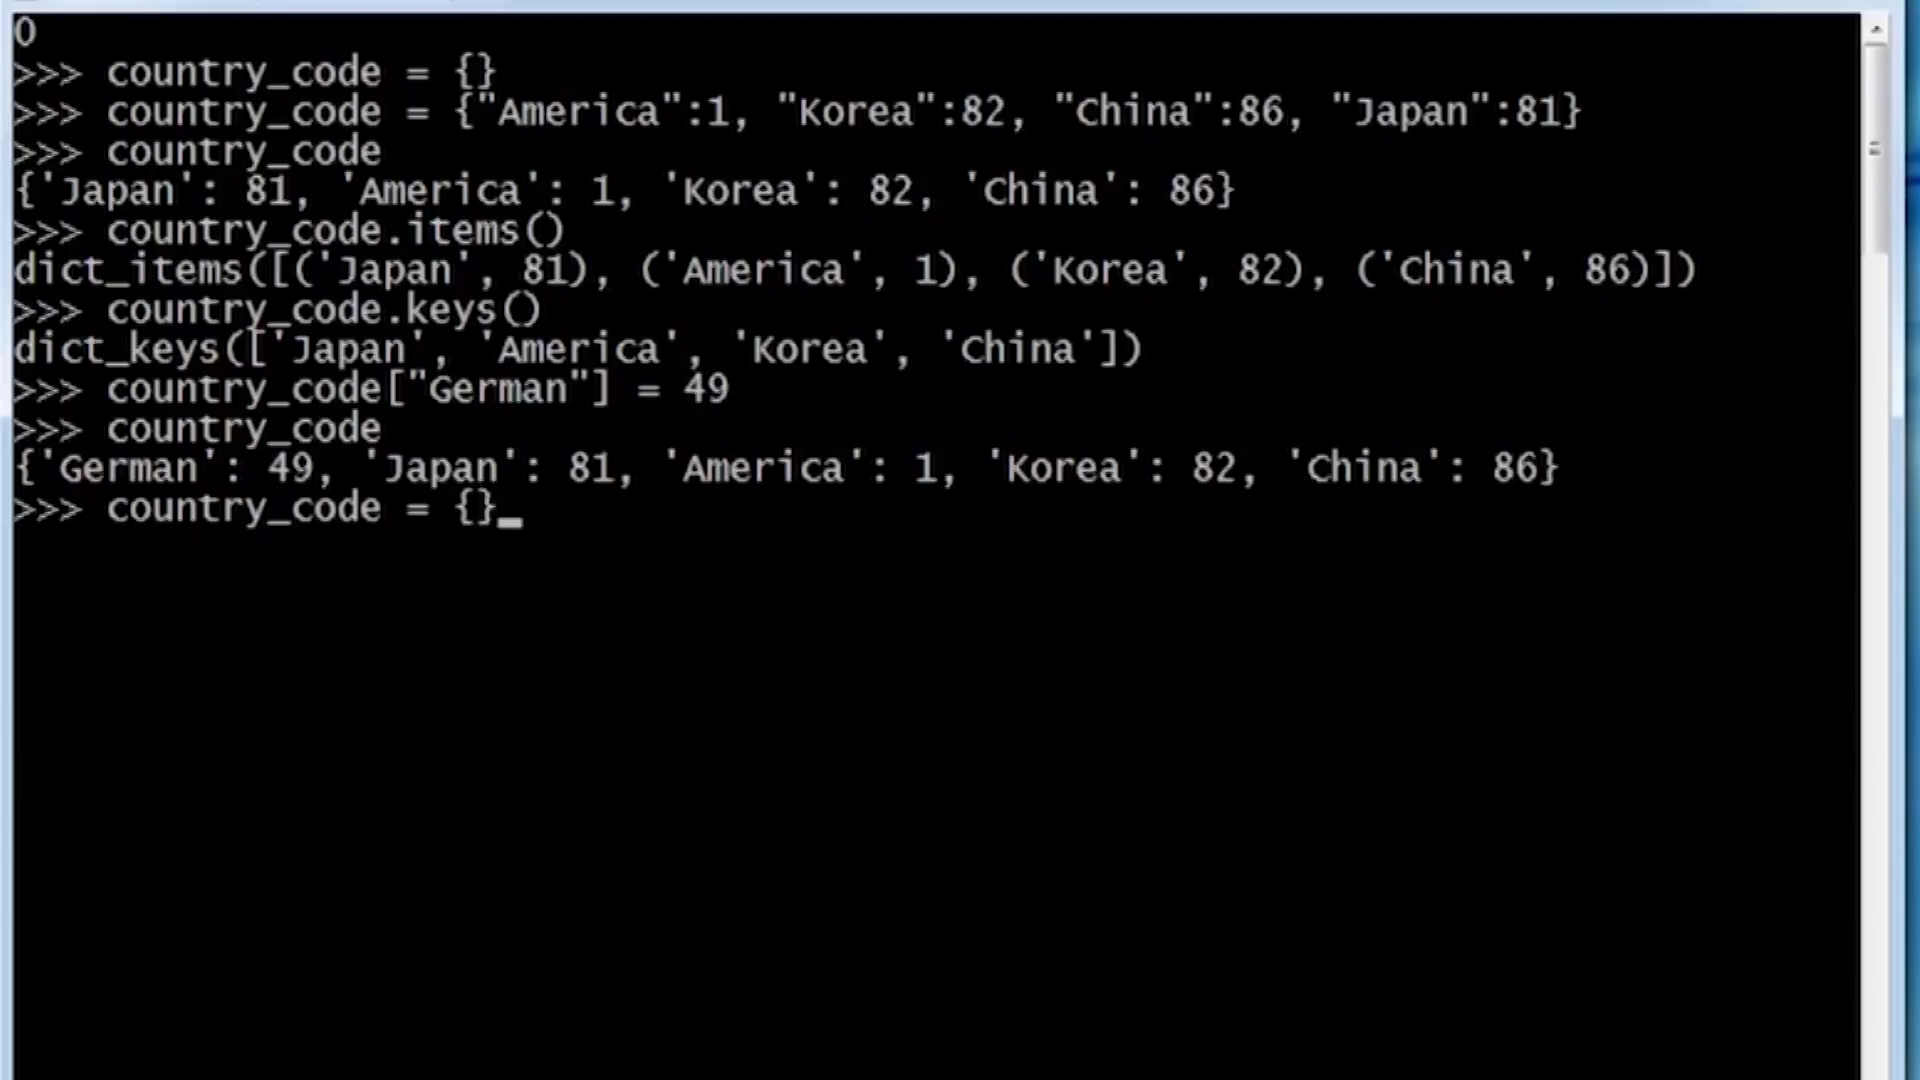 0
>>> country_code = {}
>>> country_code = {"America":1, "Korea":82, "China":86, "Japan":81}
>>> country_code
{'Japan': 81, 'America': 1, 'Korea': 82, 'China': 86}
>>> country_code.items()
dict_items([('Japan', 81), ('America', 1), ('Korea', 82), ('China', 86)])
>>> country_code.keys()
dict_keys(['Japan', 'America', 'Korea', 'China'])
>>> country_code["German"] = 49
>>> country_code
{'German': 49, 'Japan': 81, 'America': 1, 'Korea': 82, 'China': 86}
>>> country_code = {}